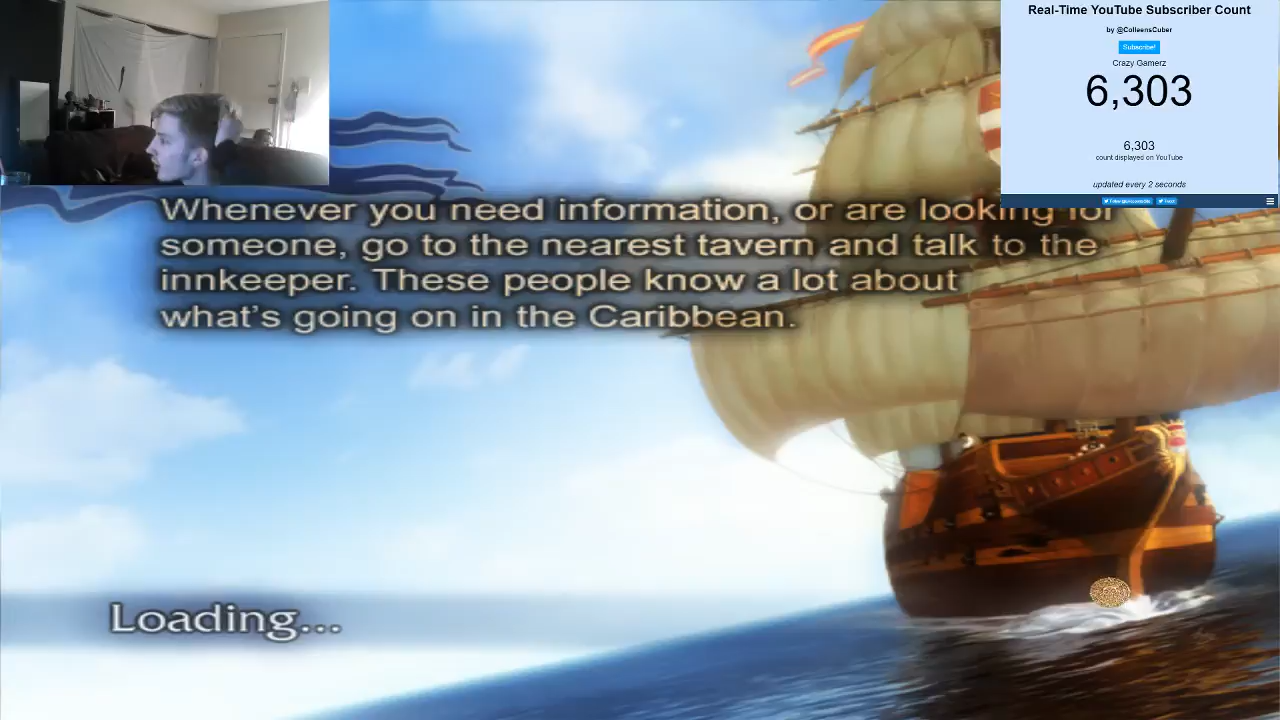 Real-Time YouTube Subscriber Count
by @ColleensCuber
Subscribe!
Crazy Gamerz
6,303
6,303
count displayed on YouTube
updated every 2 seconds
Tweet
Whenever you need information, or are looking for
someone, go to the nearest tavern and talk to the
innkeeper. These people know a lot about
what's going on in the Caribbean.
Loading...